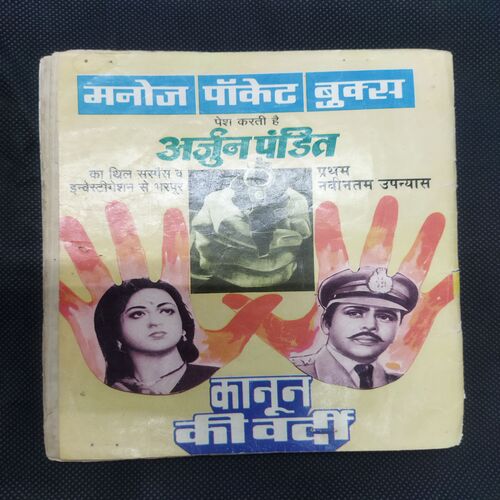 मनोज पॉकेट बुक्स
पेश करती है
अर्जुन पंडित
का थ्रिल सस्पेंस व
इन्वेस्टीगेशन से भरपूर
प्रथम
नवीनतम उपन्यास
कानून
की वर्दी